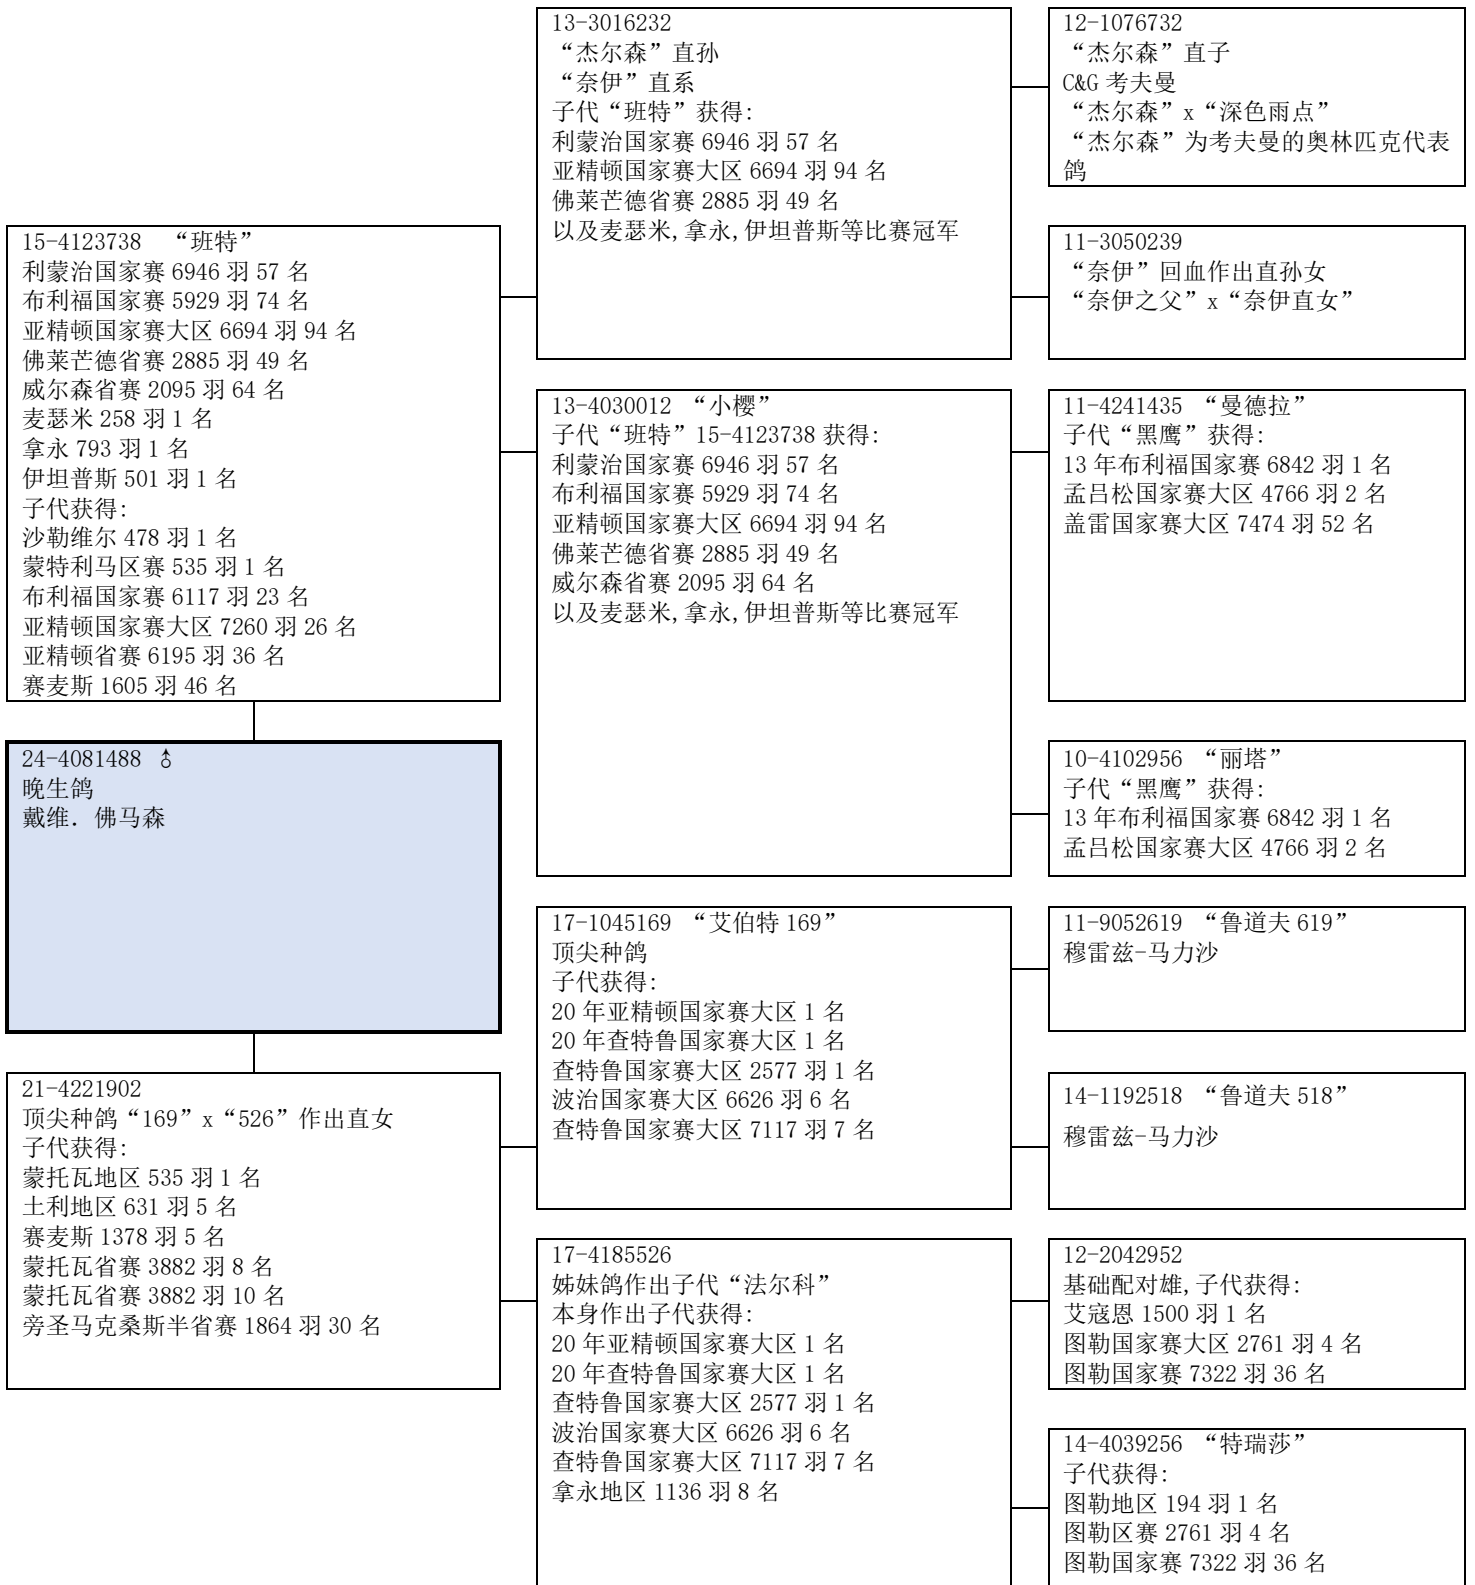 13-3016232
“杰尔森”直孙
“奈伊”直系
子代“班特”获得:
利蒙治国家赛 6946 羽 57 名
亚精顿国家赛大区 6694 羽 94 名
佛莱芒德省赛 2885 羽 49 名
以及麦瑟米,拿永,伊坦普斯等比赛冠军
12-1076732
“杰尔森”直子
C&G 考夫曼
“杰尔森”x“深色雨点”
“杰尔森”为考夫曼的奥林匹克代表
鸽
15-4123738 “班特”
利蒙治国家赛 6946 羽 57 名
布利福国家赛 5929 羽 74 名
亚精顿国家赛大区 6694 羽 94 名
佛莱芒德省赛 2885 羽 49 名
威尔森省赛 2095 羽 64 名
麦瑟米 258 羽 1 名
拿永 793 羽 1 名
伊坦普斯 501 羽 1 名
子代获得:
沙勒维尔 478 羽 1 名
蒙特利马区赛 535 羽 1 名
布利福国家赛 6117 羽 23 名
亚精顿国家赛大区 7260 羽 26 名
亚精顿省赛 6195 羽 36 名
赛麦斯 1605 羽 46 名
11-3050239
“奈伊”回血作出直孙女
“奈伊之父”x“奈伊直女”
13-4030012 “小樱”
子代“班特”15-4123738 获得:
利蒙治国家赛 6946 羽 57 名
布利福国家赛 5929 羽 74 名
亚精顿国家赛大区 6694 羽 94 名
佛莱芒德省赛 2885 羽 49 名
威尔森省赛 2095 羽 64 名
以及麦瑟米,拿永,伊坦普斯等比赛冠军
11-4241435 “曼德拉”
子代“黑鹰”获得:
13 年布利福国家赛 6842 羽 1 名
孟吕松国家赛大区 4766 羽 2 名
盖雷国家赛大区 7474 羽 52 名
24-4081488 ♂
晚生鸽
戴维．佛马森
10-4102956 “丽塔”
子代“黑鹰”获得:
13 年布利福国家赛 6842 羽 1 名
孟吕松国家赛大区 4766 羽 2 名
17-1045169 “艾伯特 169”
顶尖种鸽
子代获得:
20 年亚精顿国家赛大区 1 名
20 年查特鲁国家赛大区 1 名
查特鲁国家赛大区 2577 羽 1 名
波治国家赛大区 6626 羽 6 名
查特鲁国家赛大区 7117 羽 7 名
11-9052619 “鲁道夫 619”
穆雷兹-马力沙
21-4221902
顶尖种鸽“169”x“526”作出直女
子代获得:
蒙托瓦地区 535 羽 1 名
土利地区 631 羽 5 名
赛麦斯 1378 羽 5 名
蒙托瓦省赛 3882 羽 8 名
蒙托瓦省赛 3882 羽 10 名
旁圣马克桑斯半省赛 1864 羽 30 名
14-1192518 “鲁道夫 518”
穆雷兹-马力沙
17-4185526
姊妹鸽作出子代“法尔科”
本身作出子代获得:
20 年亚精顿国家赛大区 1 名
20 年查特鲁国家赛大区 1 名
查特鲁国家赛大区 2577 羽 1 名
波治国家赛大区 6626 羽 6 名
查特鲁国家赛大区 7117 羽 7 名
拿永地区 1136 羽 8 名
12-2042952
基础配对雄,子代获得:
艾寇恩 1500 羽 1 名
图勒国家赛大区 2761 羽 4 名
图勒国家赛 7322 羽 36 名
14-4039256 “特瑞莎”
子代获得:
图勒地区 194 羽 1 名
图勒区赛 2761 羽 4 名
图勒国家赛 7322 羽 36 名